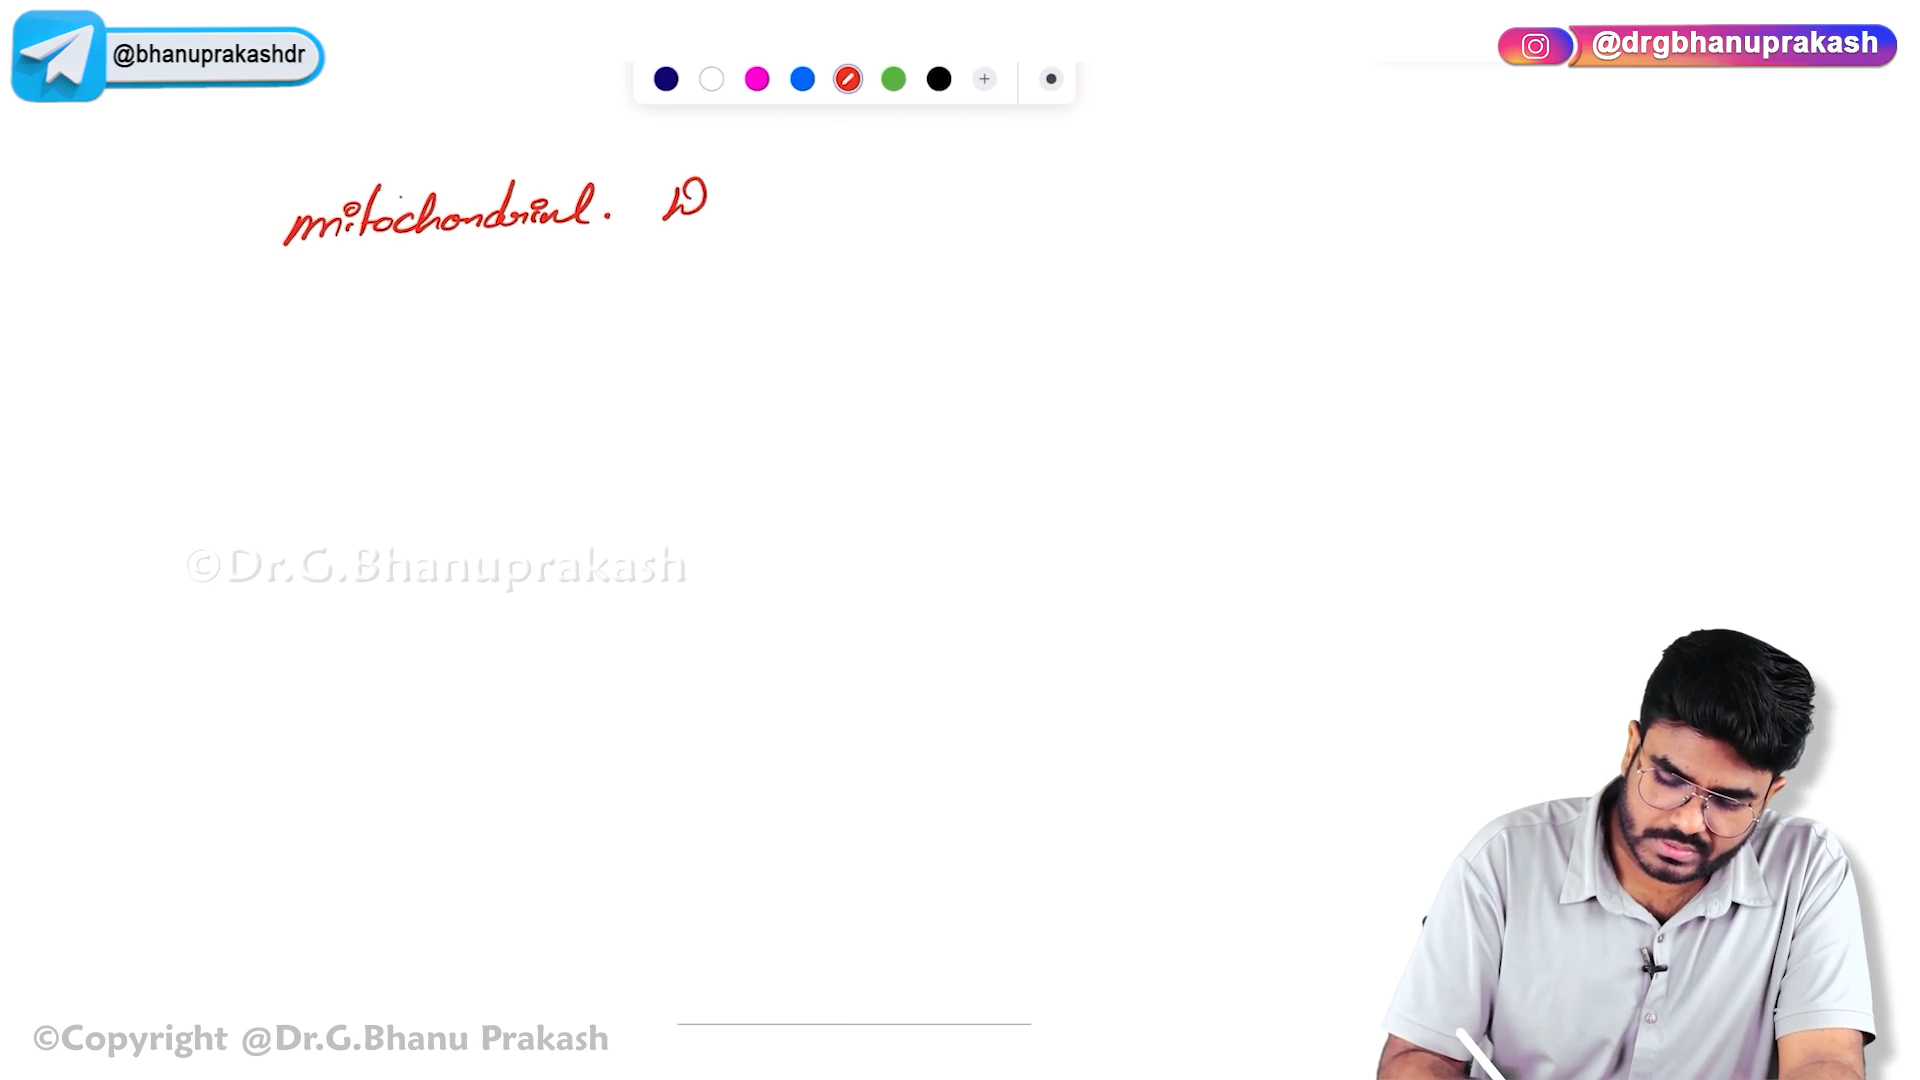 @bhanuprakashdr
@drgbhanuprakash
mitochondrial. D
©Dr.G.Bhanuprakash
©Copyright @Dr.G.Bhanu Prakash